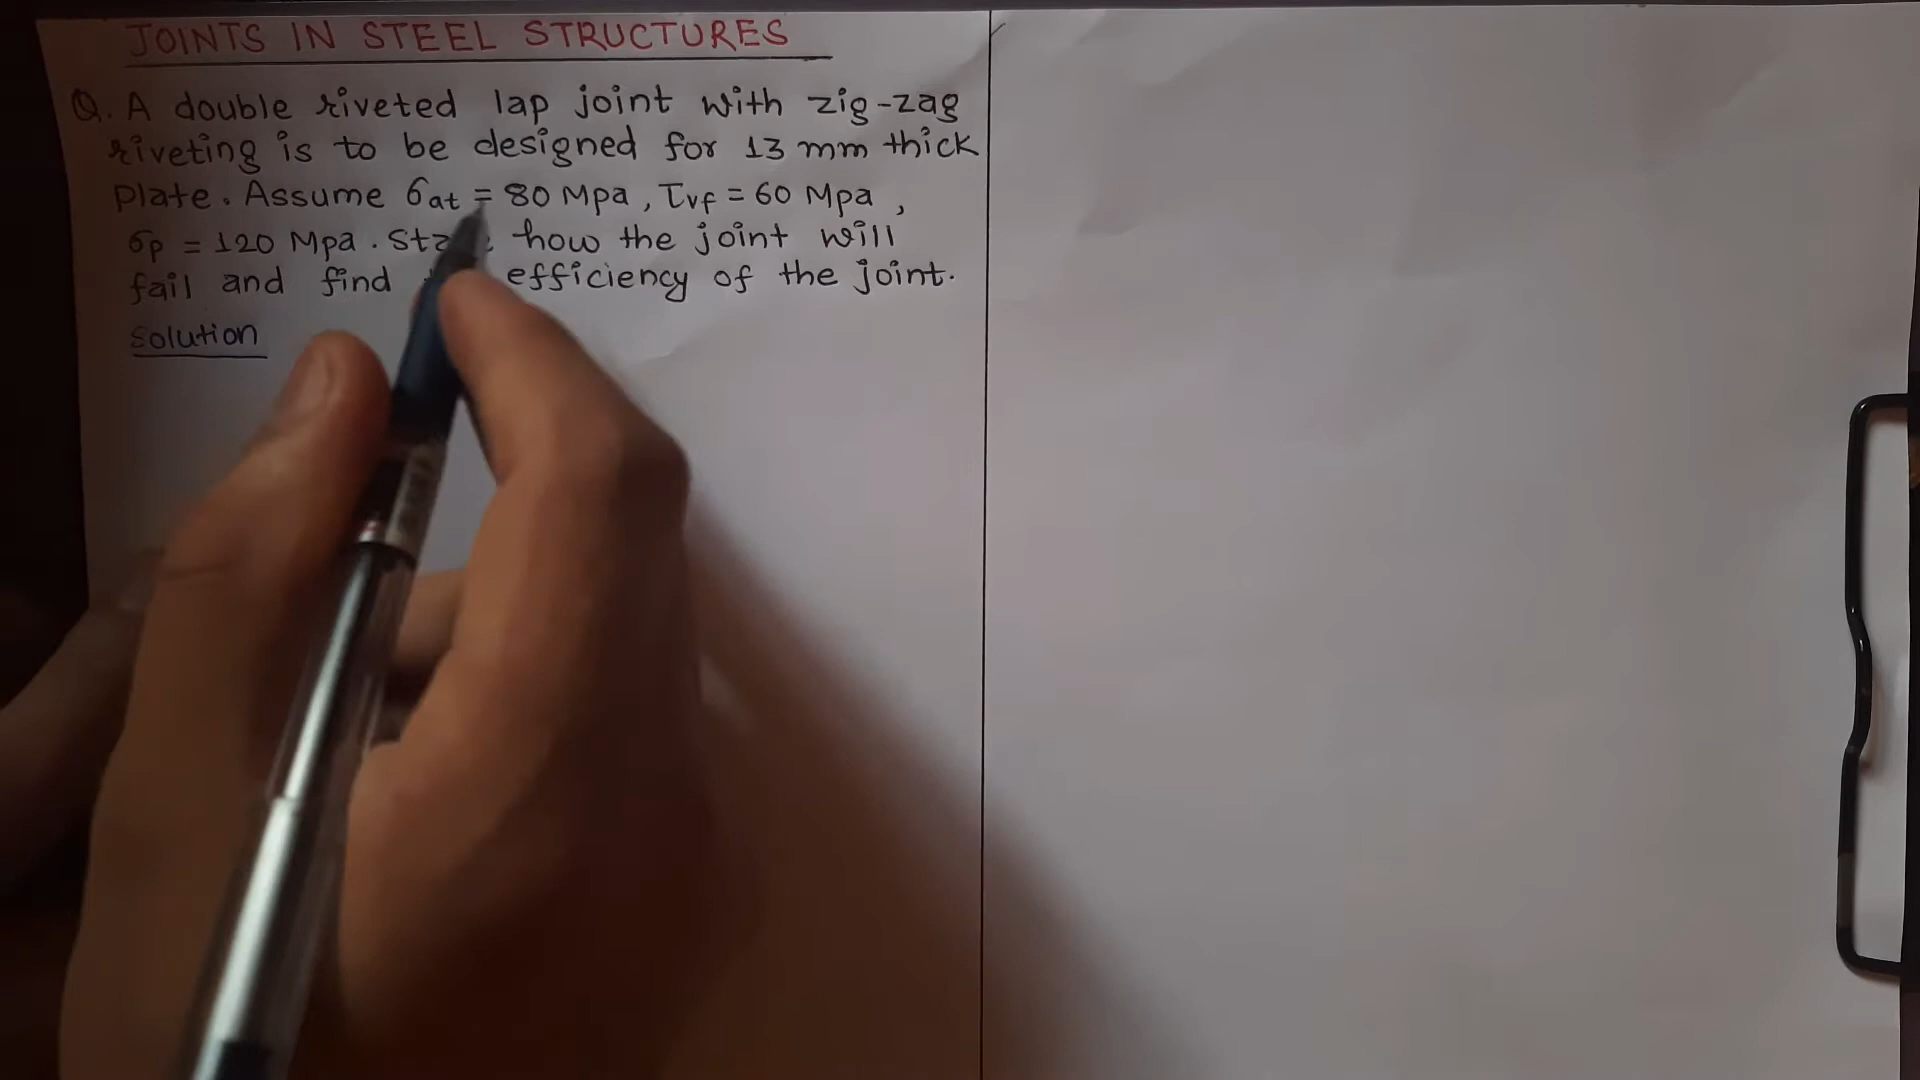 JOINTS IN STEEL STRUCTURES
Q. A double riveted lap joint with zig-zag
riveting is to be designed for 13 mm thick
plate. Assume σat = 80 Mpa, τvf = 60 Mpa,
σp = 120 Mpa. how the joint will
fail and find efficiency of the joint.
Solution